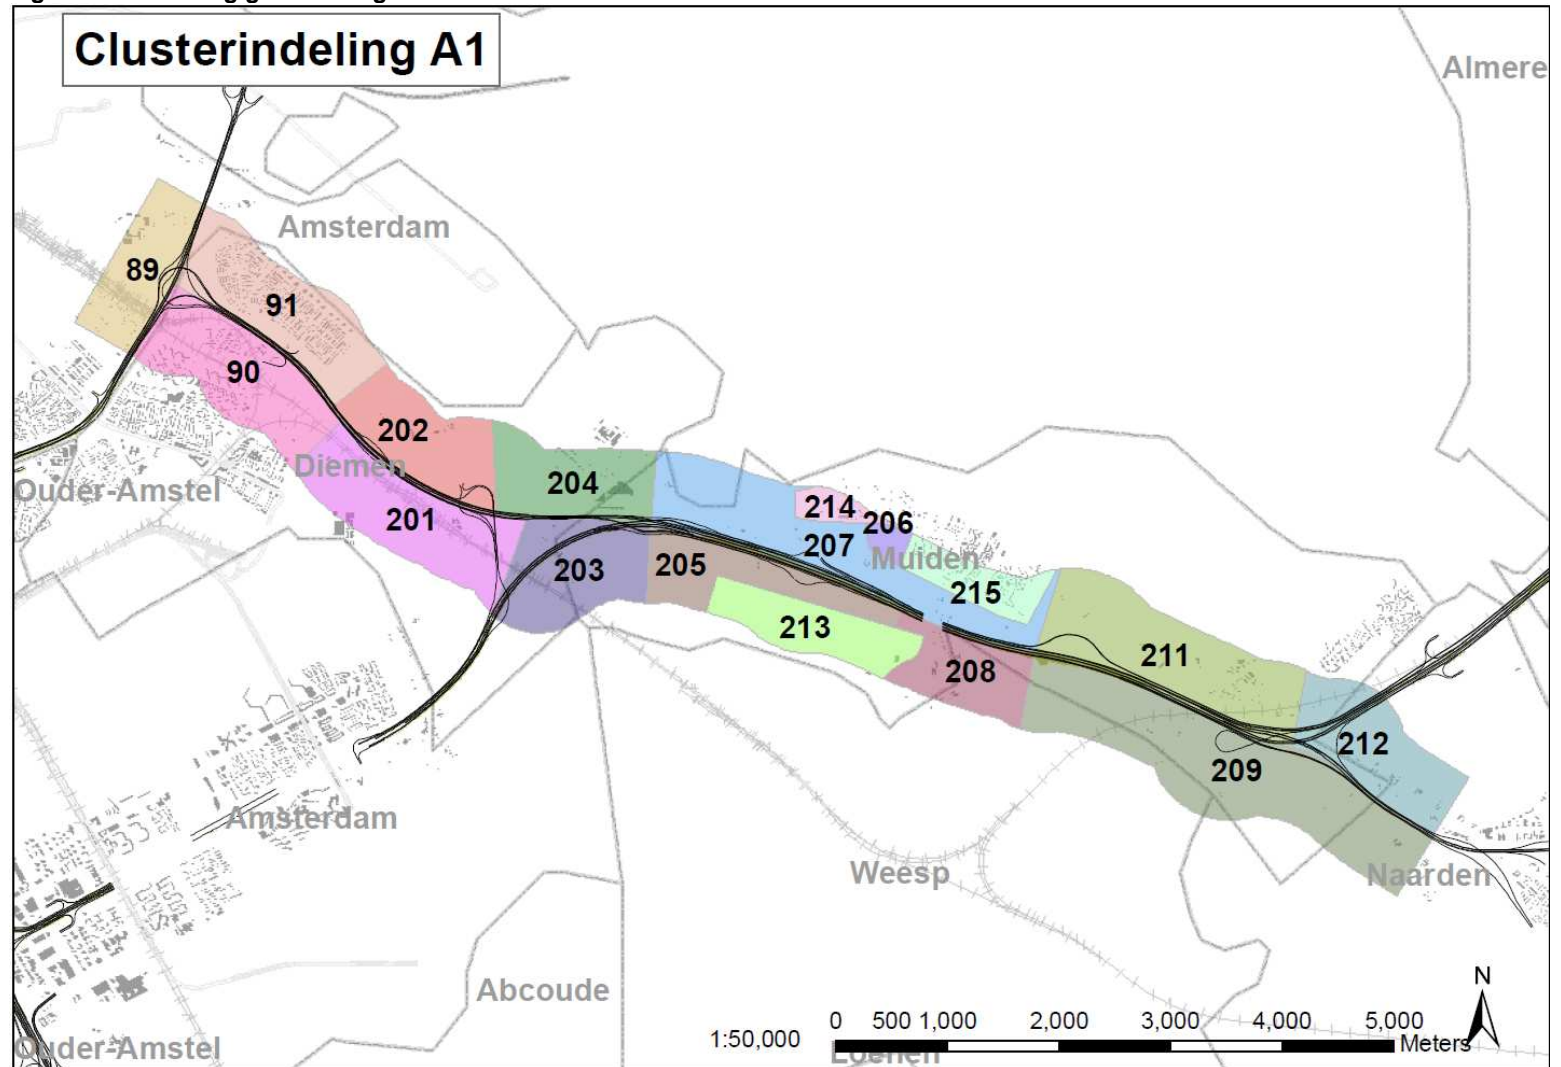 Clusterindeling A1
Almere
Amsterdam
89
91
90
202
Diemen
Ouder-Amstel
204
201
214
206
207
Muiden
203
205
215
213
211
208
212
209
Amsterdam
Weesp
Naarden
Abcoude
N
1:50,000
0 500 1,000 2,000 3,000 4,000 5,000
Meters
Ouder-Amstel
Loenen